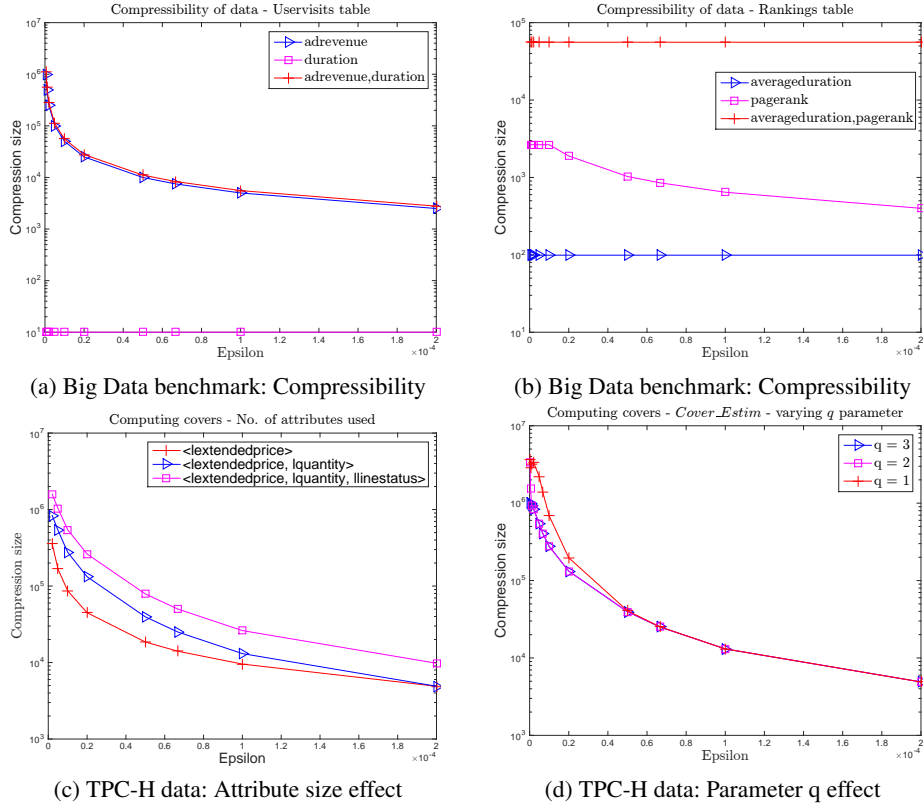 Compressibility of data - Uservisits table
10^7
10^6
10^5
10^4
10^3
10^2
10^1
Compression size
adrevenue
duration
adrevenue,duration
0 0.2 0.4 0.6 0.8 1 1.2 1.4 1.6 1.8 2
Epsilon
×10^-4
(a) Big Data benchmark: Compressibility
Compressibility of data - Rankings table
10^5
10^4
10^3
10^2
10^1
Compression size
averageduration
pagerank
averageduration,pagerank
0 0.2 0.4 0.6 0.8 1 1.2 1.4 1.6 1.8 2
Epsilon
×10^-4
(b) Big Data benchmark: Compressibility
Computing covers - No. of attributes used
10^7
10^6
10^5
10^4
10^3
Compression size
<lextendedprice>
<lextendedprice, lquantity>
<lextendedprice, lquantity, llinestatus>
0 0.2 0.4 0.6 0.8 1 1.2 1.4 1.6 1.8 2
Epsilon
×10^-4
(c) TPC-H data: Attribute size effect
Computing covers - Cover_Estim - varying q parameter
10^7
10^6
10^5
10^4
10^3
Compression size
q = 3
q = 2
q = 1
0 0.2 0.4 0.6 0.8 1 1.2 1.4 1.6 1.8 2
Epsilon
×10^-4
(d) TPC-H data: Parameter q effect